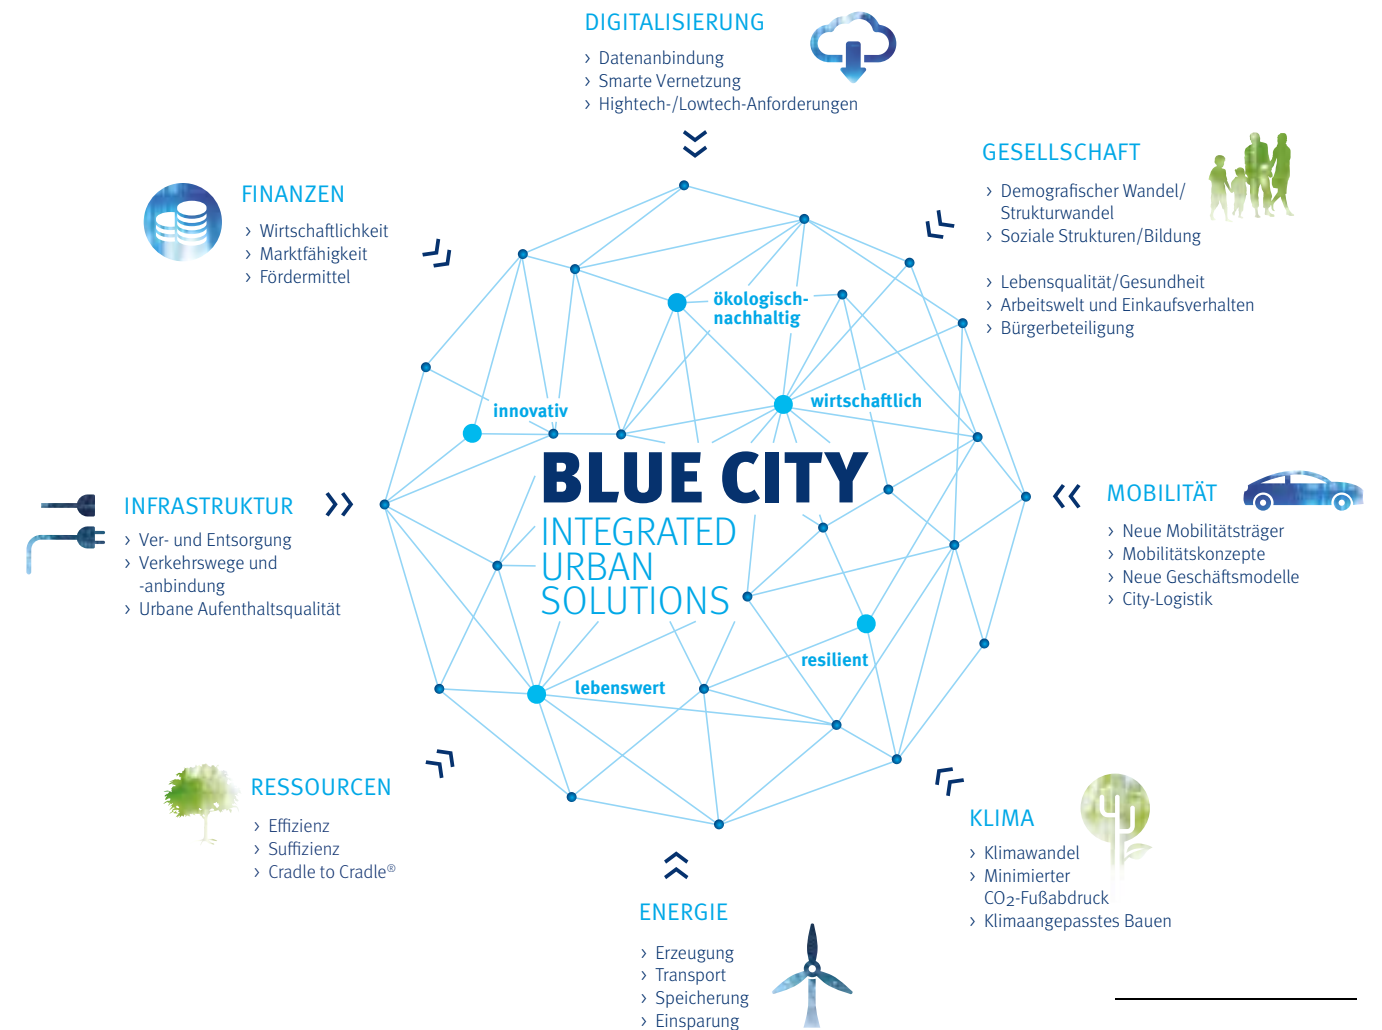 DIGITALISIERUNG
› Datenanbindung
› Smarte Vernetzung
› Hightech-/Lowtech-Anforderungen
GESELLSCHAFT
› Demografischer Wandel/
Strukturwandel
› Soziale Strukturen/Bildung
› Lebensqualität/Gesundheit
› Arbeitswelt und Einkaufsverhalten
› Bürgerbeteiligung
FINANZEN
› Wirtschaftlichkeit
› Marktfähigkeit
› Fördermittel
ökologisch-
nachhaltig
wirtschaftlich
innovativ
BLUE CITY
INTEGRATED
URBAN
SOLUTIONS
resilient
lebenswert
INFRASTRUKTUR
› Ver- und Entsorgung
› Verkehrswege und
-anbindung
› Urbane Aufenthaltsqualität
MOBILITÄT
› Neue Mobilitätsträger
› Mobilitätskonzepte
› Neue Geschäftsmodelle
› City-Logistik
RESSOURCEN
› Effizienz
› Suffizienz
› Cradle to Cradle®
KLIMA
› Klimawandel
› Minimierter
CO2-Fußabdruck
› Klimaangepasstes Bauen
ENERGIE
› Erzeugung
› Transport
› Speicherung
› Einsparung